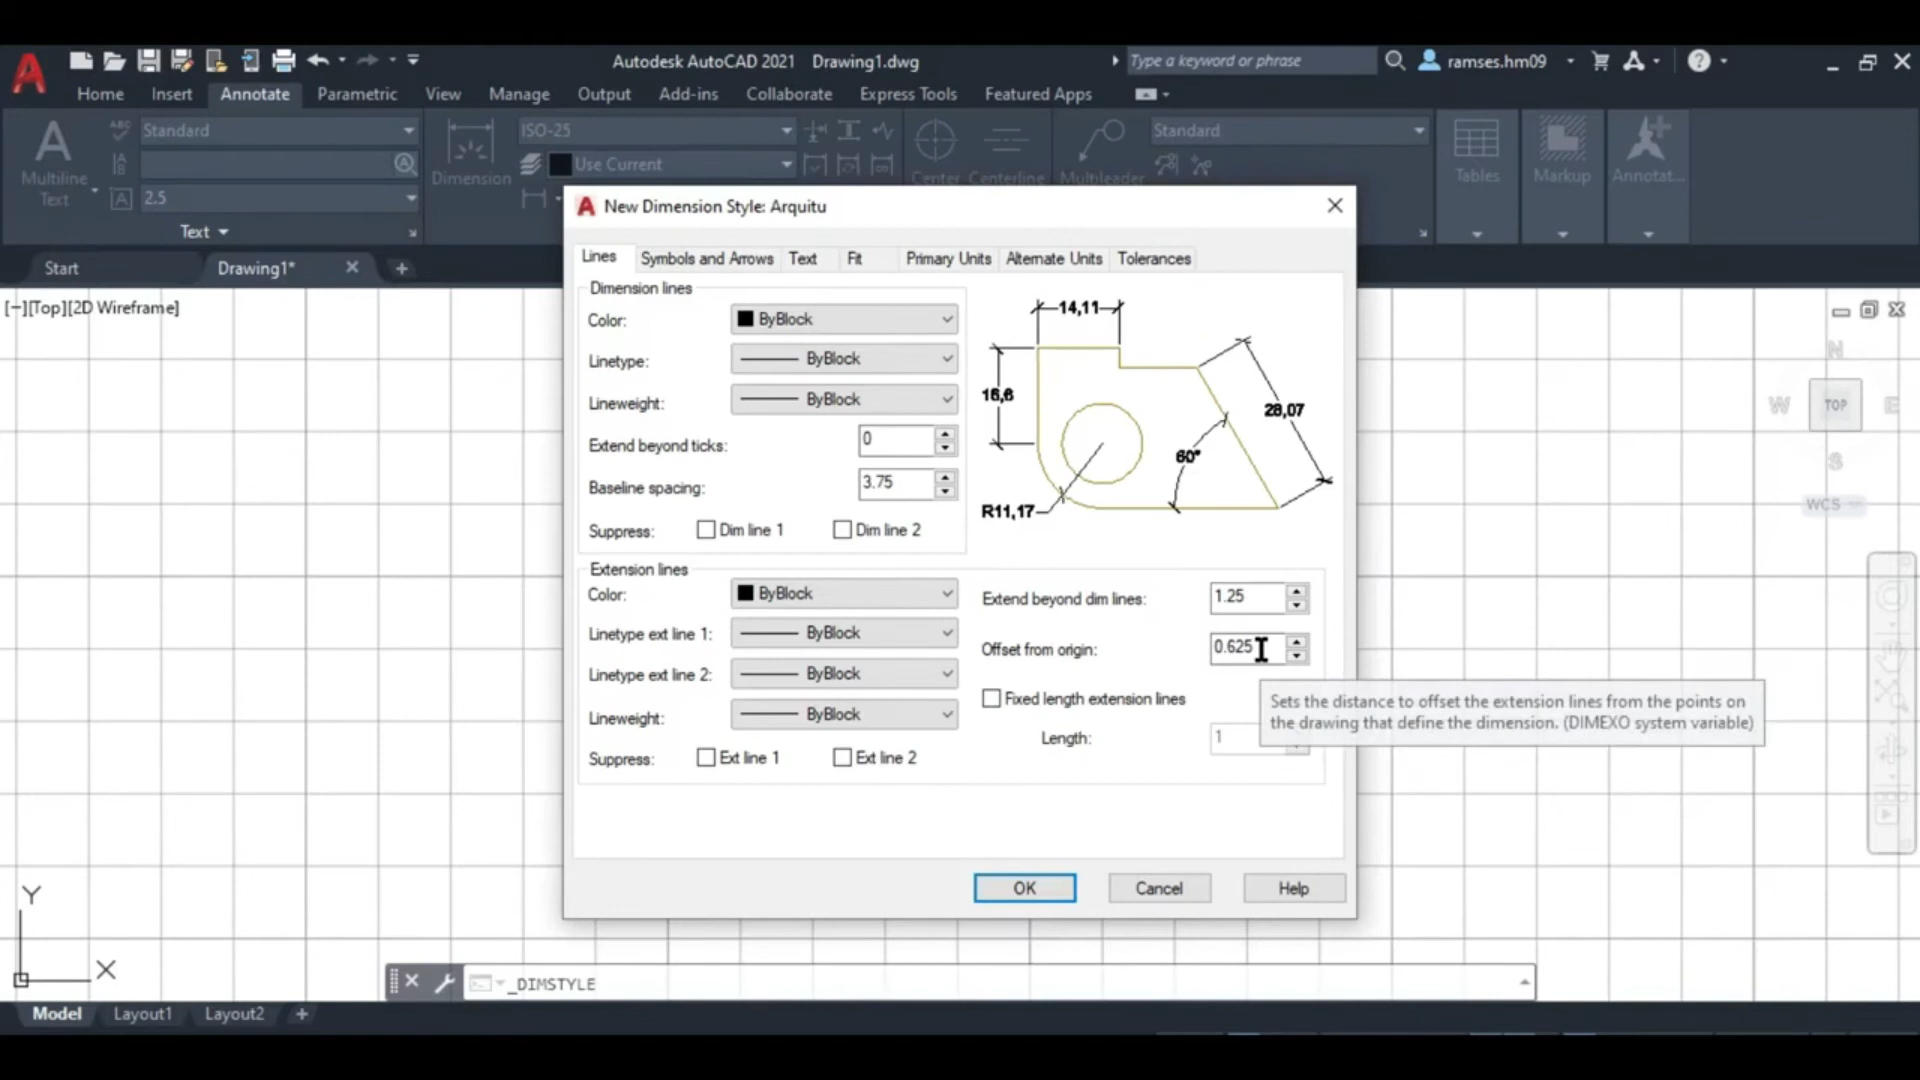 Autodesk AutoCAD 2021 Drawing1.dwg
Type a keyword or phrase
ramses.hm09
Home Insert Annotate Parametric View Manage Output Add-ins Collaborate Express Tools Featured Apps
Standard
ISO-25
Standard
Use Current
Multiline
Text
2.5
Dimension
Center Centerline Multileader
Tables
Markup
Annotat...
Text
Start
Drawing1*
[−][Top][2D Wireframe]
New Dimension Style: Arquitu
Lines Symbols and Arrows Text Fit Primary Units Alternate Units Tolerances
Dimension lines
Color: ByBlock
Linetype: ByBlock
Lineweight: ByBlock
Extend beyond ticks: 0
Baseline spacing: 3.75
Suppress: Dim line 1 Dim line 2
14,11
16,6
28,07
60°
R11,17
Extension lines
Color: ByBlock
Linetype ext line 1: ByBlock
Linetype ext line 2: ByBlock
Lineweight: ByBlock
Suppress: Ext line 1 Ext line 2
Extend beyond dim lines: 1.25
Offset from origin: 0.625
Fixed length extension lines
Length: 1
Sets the distance to offset the extension lines from the points on
the drawing that define the dimension. (DIMEXO system variable)
OK Cancel Help
N
W TOP E
S
WCS
Y
X
_DIMSTYLE
Model Layout1 Layout2